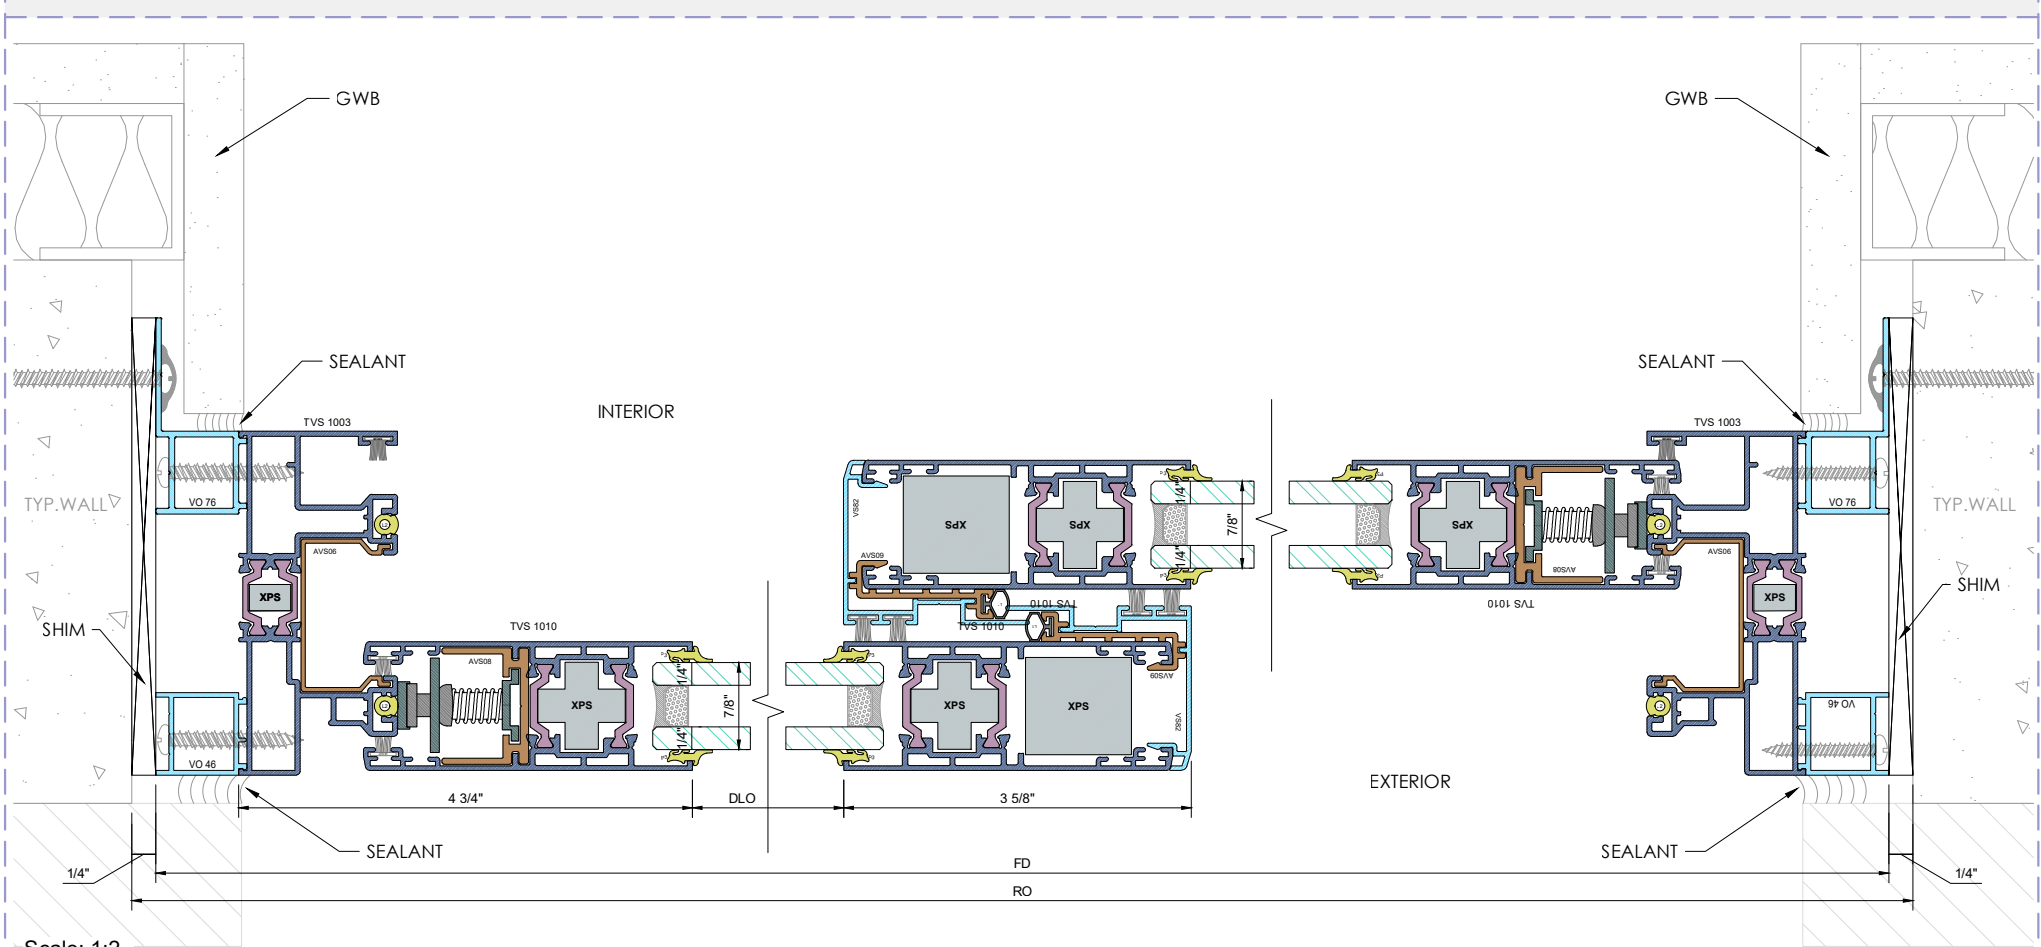 GWB
GWB
SEALANT
SEALANT
INTERIOR
TVS 1003
TVS 1003
TYP.WALL
VO 76
VS82
XPS
XPS
1/4"
7/8"
1/4"
XPS
VO 76
TYP.WALL
AVS06
AVS09
AVS08
AVS06
XPS
XPS
SHIM
TVS 1010
TVS 1010
SHIM
TVS 1010
TVS 1010
AVS08
XPS
1/4"
7/8"
1/4"
XPS
XPS
AVS09
VS82
VO 46
VO 46
EXTERIOR
4 3/4"
DLO
3 5/8"
SEALANT
SEALANT
1/4"
FD
1/4"
RO
Scale: 1:2